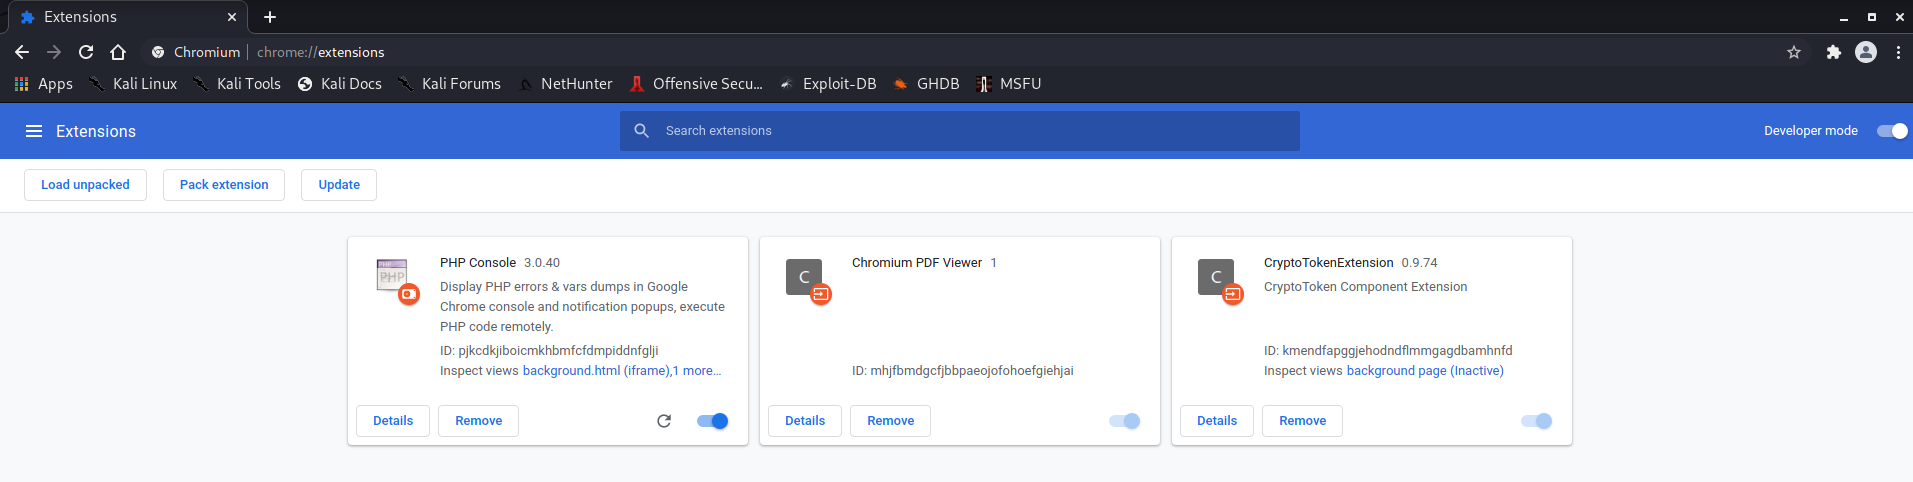 Extensions
Chromium chrome://extensions
Apps Kali Linux Kali Tools Kali Docs Kali Forums NetHunter Offensive Secu... Exploit-DB GHDB MSFU
Extensions Search extensions Developer mode
Load unpacked Pack extension Update
PHP Console 3.0.40
Display PHP errors & vars dumps in Google
Chrome console and notification popups, execute
PHP code remotely.
ID: pjkcdkjiboicmkhbmfcfdmpiddnfglji
Inspect views background.html (iframe),1 more...
Details Remove
C
Chromium PDF Viewer 1
ID: mhjfbmdgcfjbbpaeojofohoefgiehjai
Details Remove
C
CryptoTokenExtension 0.9.74
CryptoToken Component Extension
ID: kmendfapggjehodndflmmgagdbamhnfd
Inspect views background page (Inactive)
Details Remove